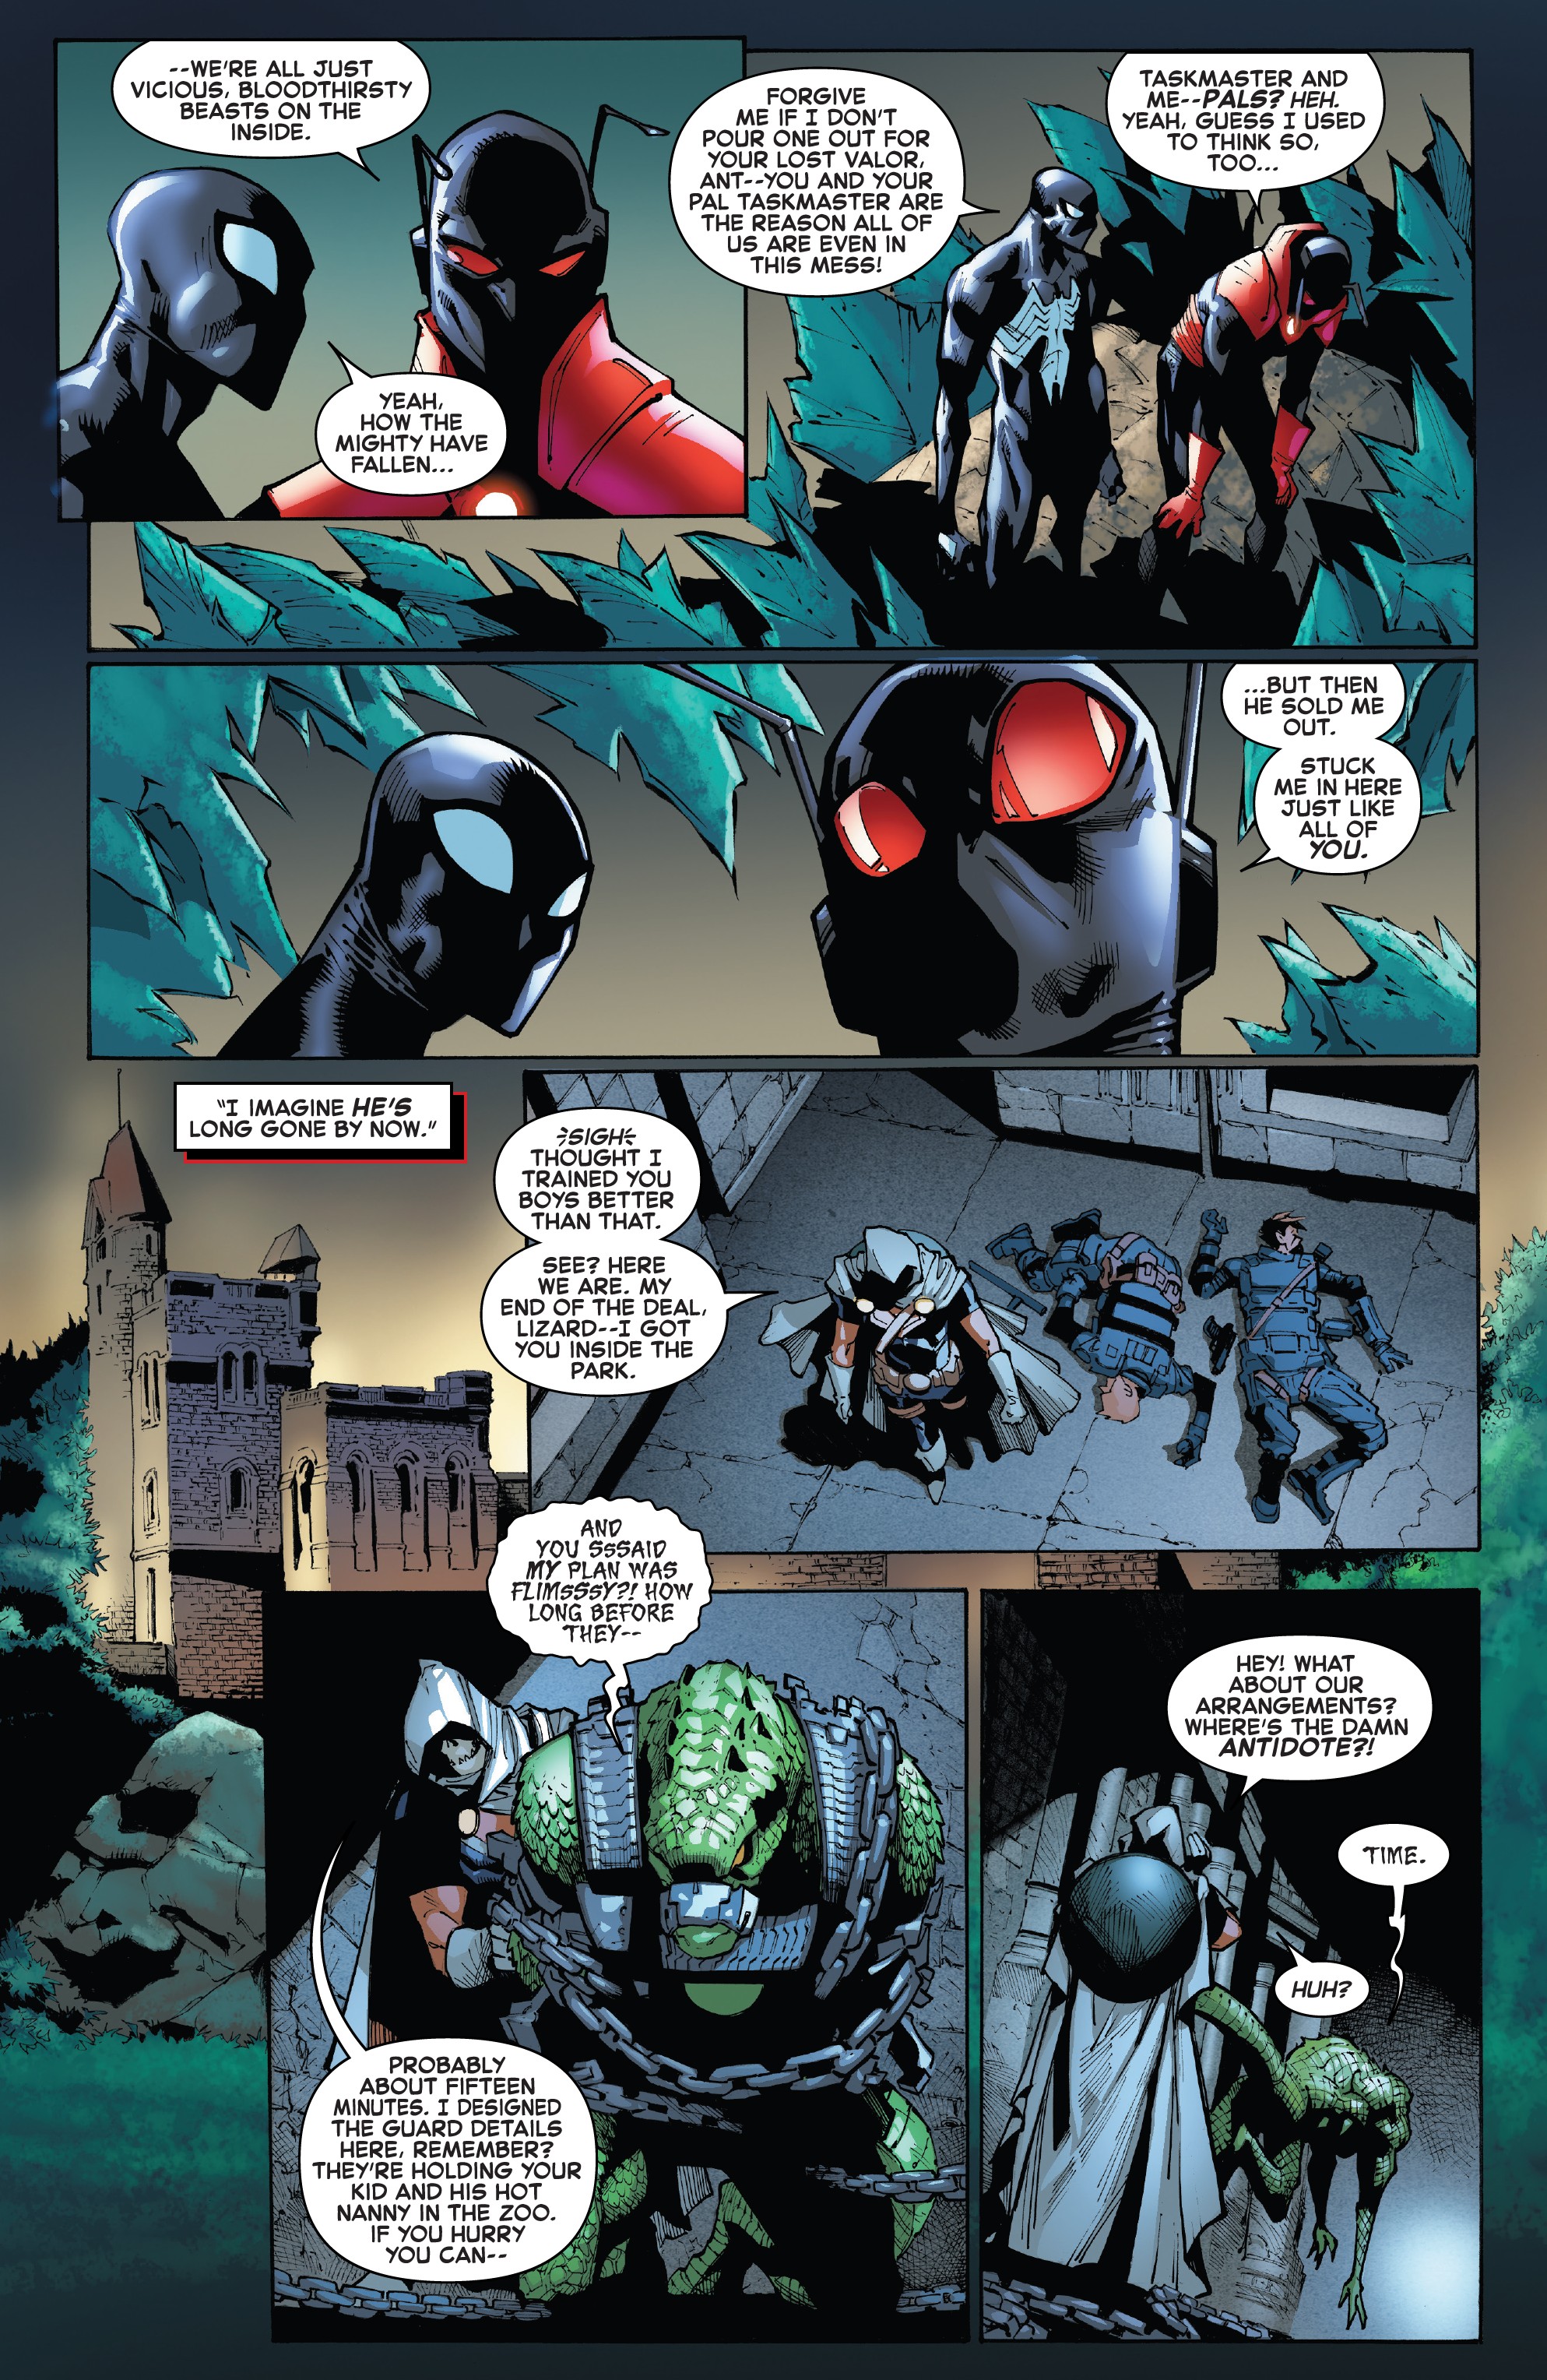 --WE'RE ALL JUST
VICIOUS, BLOODTHIRSTY
BEASTS ON THE
INSIDE.
YEAH,
HOW THE
MIGHTY HAVE
FALLEN...
FORGIVE
ME IF I DON'T
POUR ONE OUT FOR
YOUR LOST VALOR,
ANT--YOU AND YOUR
PAL TASKMASTER ARE
THE REASON ALL OF
US ARE EVEN IN
THIS MESS!
TASKMASTER AND
ME--PALS? HEH.
YEAH, GUESS I USED
TO THINK SO,
TOO...
...BUT THEN
HE SOLD ME
OUT.
STUCK
ME IN HERE
JUST LIKE
ALL OF
YOU.
"I IMAGINE HE'S
LONG GONE BY NOW."
SIGH
THOUGHT I
TRAINED YOU
BOYS BETTER
THAN THAT.
SEE? HERE
WE ARE. MY
END OF THE DEAL,
LIZARD--I GOT
YOU INSIDE THE
PARK.
AND
YOU SsSAID
MY PLAN WAS
FLIMsSsY?! HOW
LONG BEFORE
THEY--
PROBABLY
ABOUT FIFTEEN
MINUTES. I DESIGNED
THE GUARD DETAILS
HERE, REMEMBER?
THEY'RE HOLDING YOUR
KID AND HIS HOT
NANNY IN THE ZOO.
IF YOU HURRY
YOU CAN--
HEY! WHAT
ABOUT OUR
ARRANGEMENTS?
WHERE'S THE DAMN
ANTIDOTE?!
TIME.
HUH?